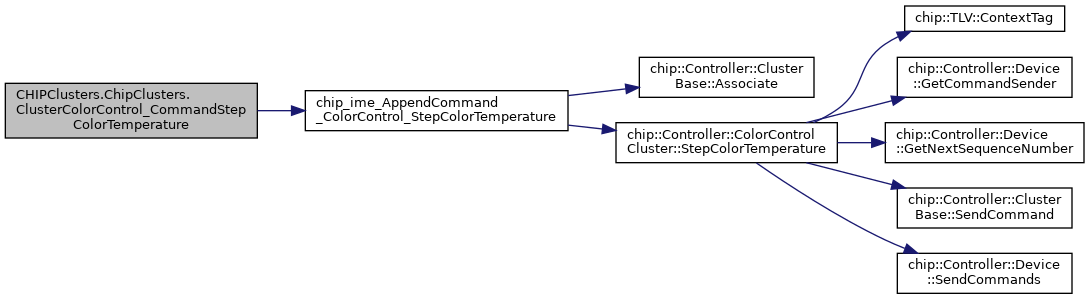 CHIPClusters.ChipClusters.
ClusterColorControl_CommandStep
ColorTemperature
chip_ime_AppendCommand
_ColorControl_StepColorTemperature
chip::Controller::Cluster
Base::Associate
chip::Controller::ColorControl
Cluster::StepColorTemperature
chip::TLV::ContextTag
chip::Controller::Device
::GetCommandSender
chip::Controller::Device
::GetNextSequenceNumber
chip::Controller::Cluster
Base::SendCommand
chip::Controller::Device
::SendCommands